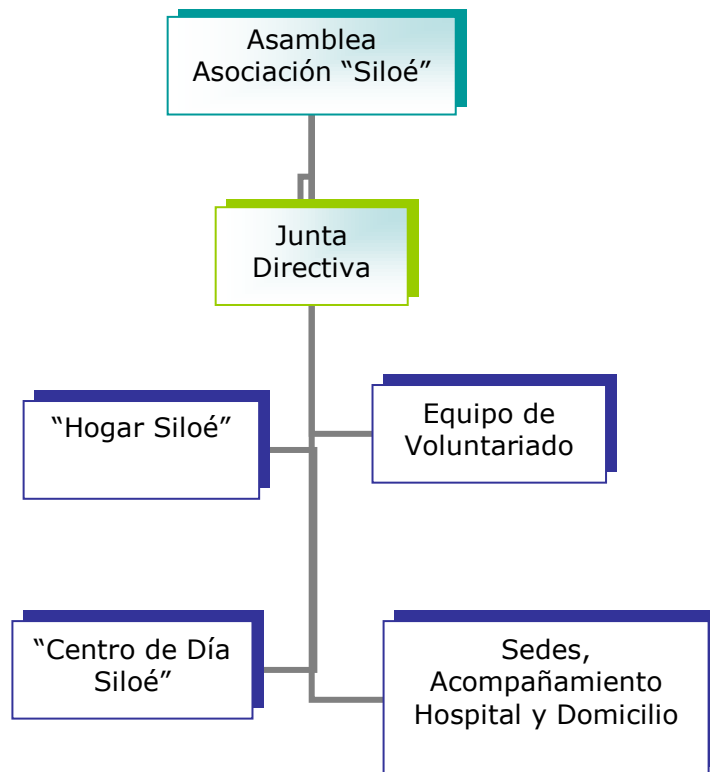 Asamblea
Asociación “Siloé”
Junta
Directiva
“Hogar Siloé”
Equipo de
Voluntariado
“Centro de Día
Siloé”
Sedes,
Acompañamiento
Hospital y Domicilio